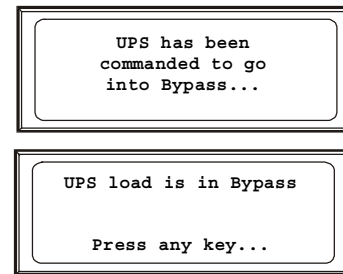 UPS has been
commanded to go
into Bypass...
UPS load is in Bypass
Press any key...